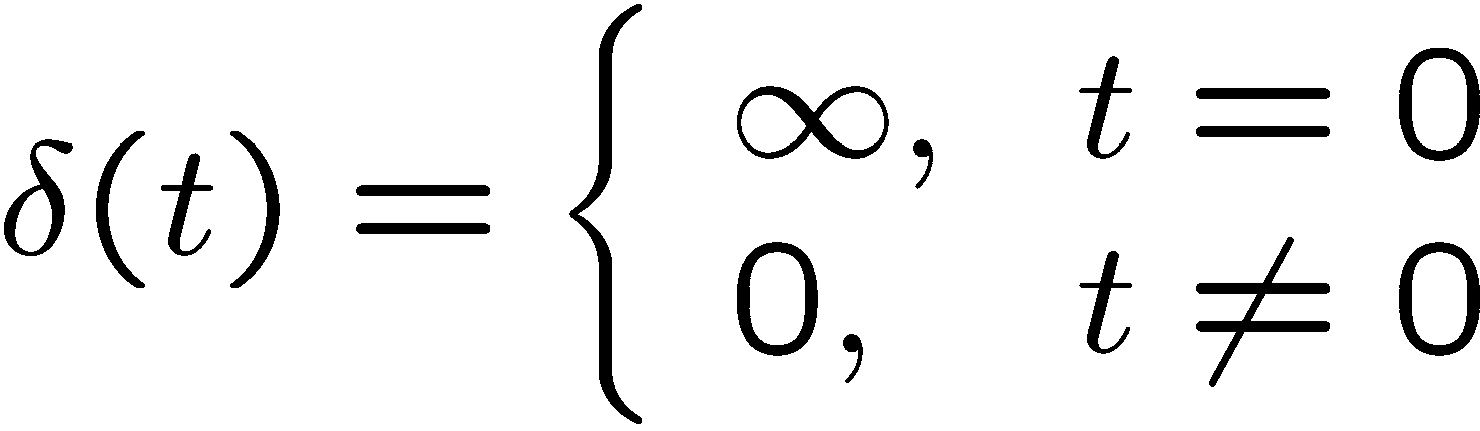 δ(t) = { ∞, t = 0
0, t ≠ 0